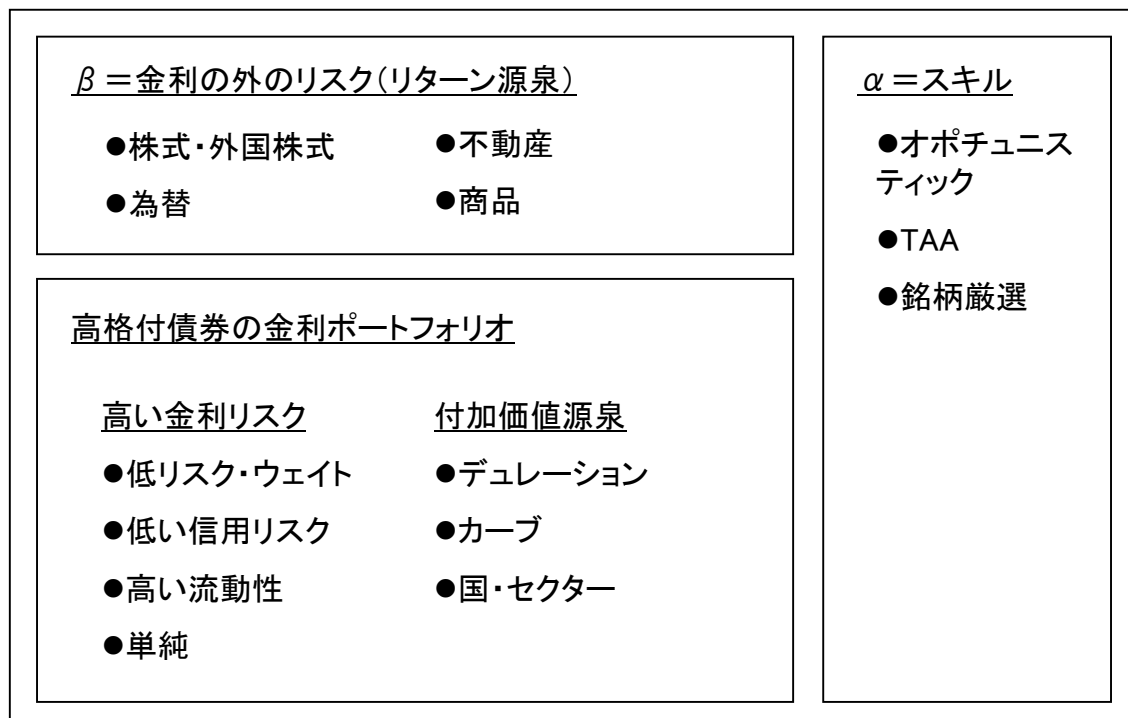 β=金利の外のリスク(リターン源泉)
●株式・外国株式
●不動産
●為替
●商品
α=スキル
●オポチュニス
ティック
●TAA
●銘柄厳選
高格付債券の金利ポートフォリオ
高い金利リスク
●低リスク・ウェイト
●低い信用リスク
●高い流動性
●単純
付加価値源泉
●デュレーション
●カーブ
●国・セクター